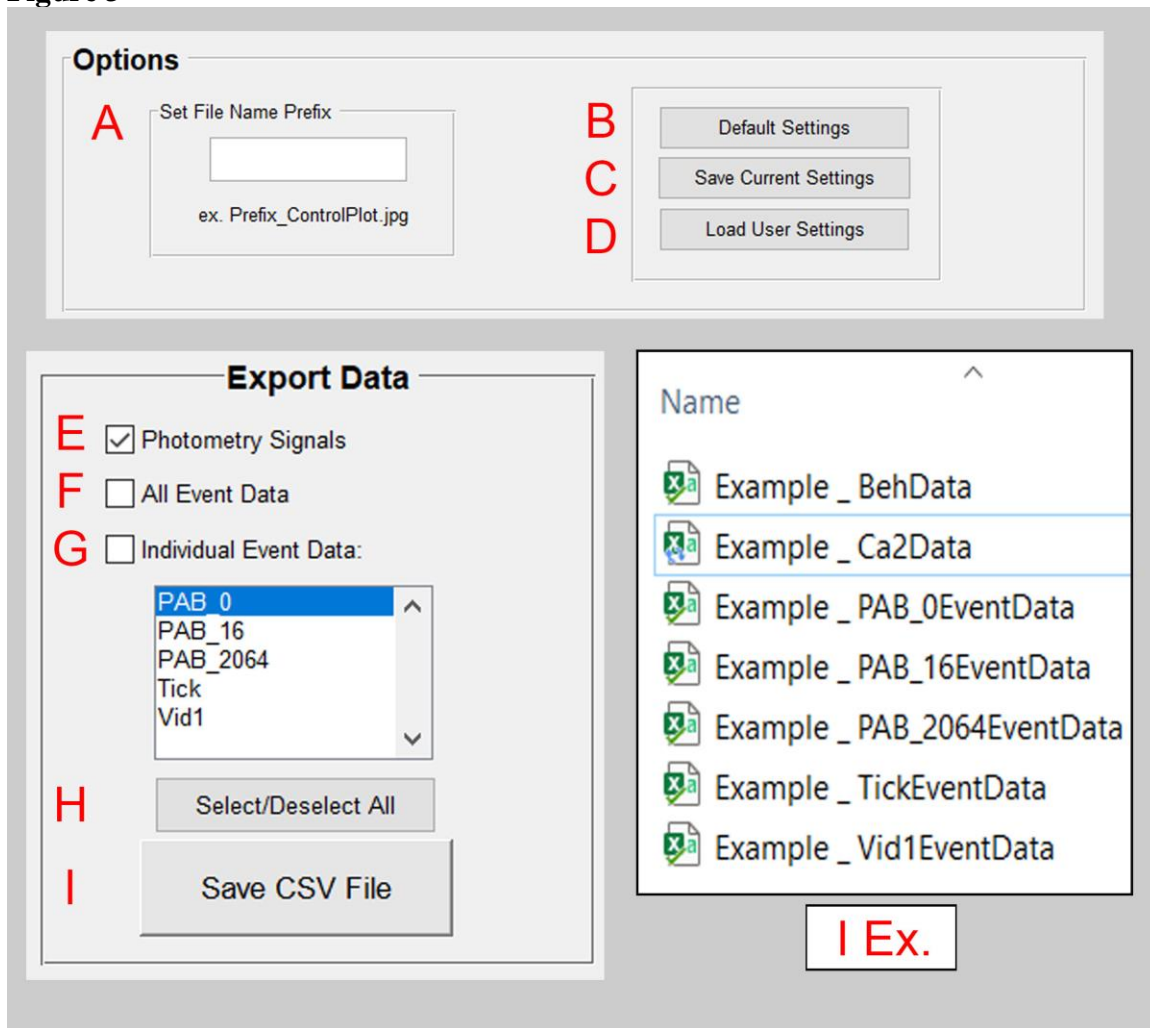 Options
A
Set File Name Prefix
ex. Prefix_ControlPlot.jpg
B
Default Settings
C
Save Current Settings
D
Load User Settings
Export Data
E
Photometry Signals
F
All Event Data
G
Individual Event Data:
PAB_0
PAB_16
PAB_2064
Tick
Vid1
H
Select/Deselect All
I
Save CSV File
Name
Example _ BehData
Example _ Ca2Data
Example _ PAB_0EventData
Example _ PAB_16EventData
Example _ PAB_2064EventData
Example _ TickEventData
Example _ Vid1EventData
I Ex.